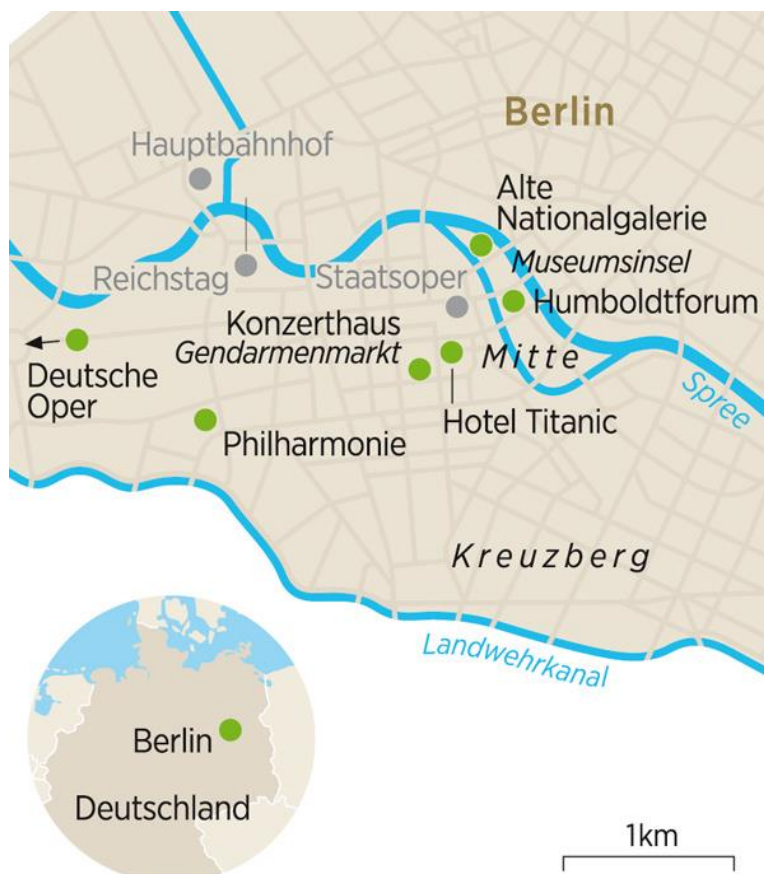 Berlin
Hauptbahnhof
Alte
Nationalgalerie
Museumsinsel
Reichstag
Staatsoper
Humboldtforum
Konzerthaus
Gendarmenmarkt
Mitte
Deutsche
Oper
Hotel Titanic
Spree
Philharmonie
Kreuzberg
Landwehrkanal
Berlin
Deutschland
1km